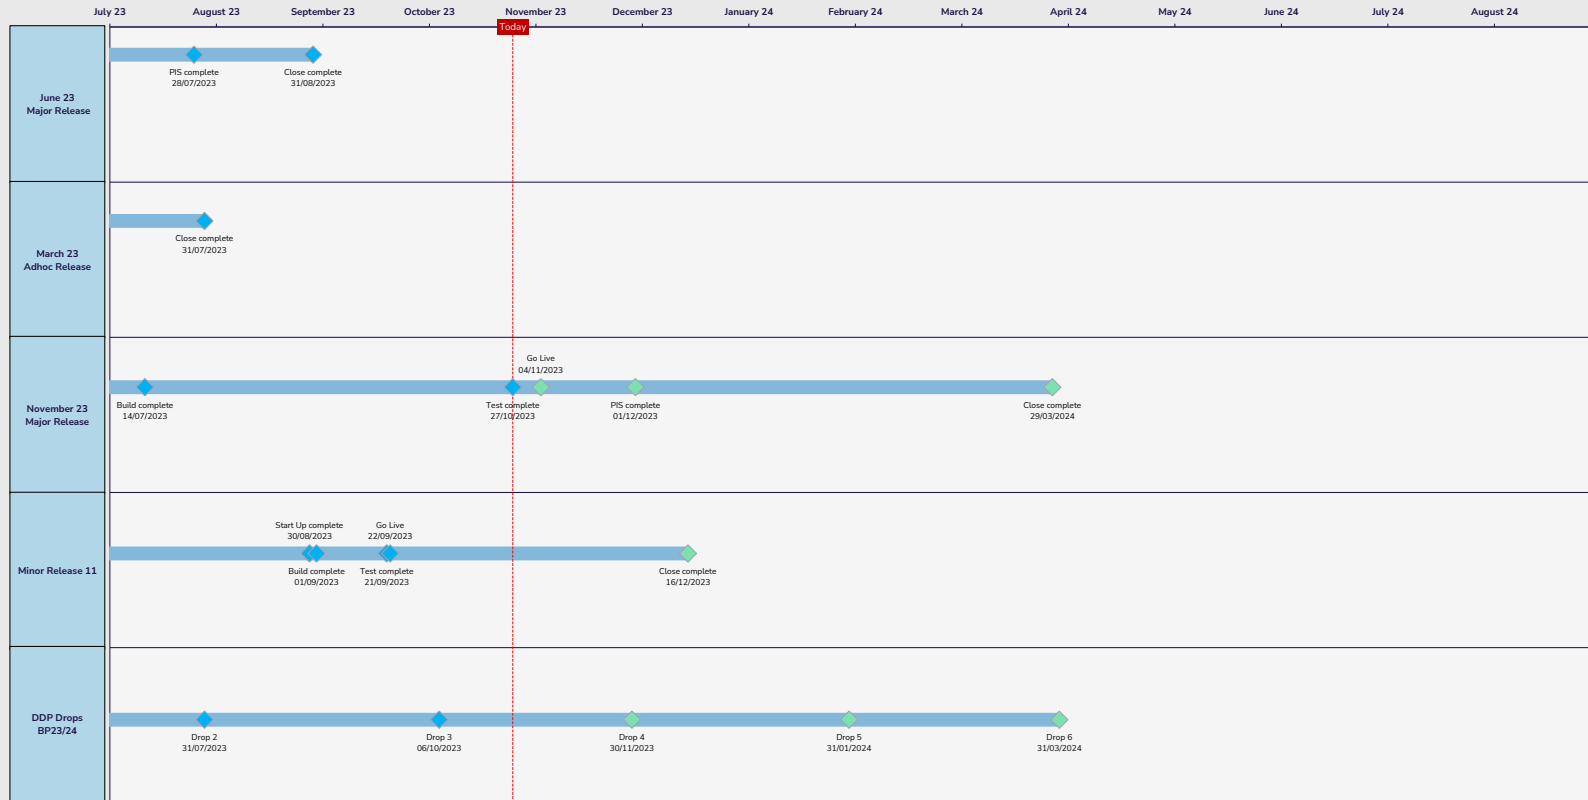 July 23
August 23
September 23
October 23
November 23
December 23
January 24
February 24
March 24
April 24
May 24
June 24
July 24
August 24
Today
June 23
Major Release
PIS complete
28/07/2023
Close complete
31/08/2023
March 23
Adhoc Release
Close complete
31/07/2023
November 23
Major Release
Go Live
04/11/2023
Build complete
14/07/2023
Test complete
27/10/2023
PIS complete
01/12/2023
Close complete
29/03/2024
Minor Release 11
Start Up complete
30/08/2023
Go Live
22/09/2023
Build complete
01/09/2023
Test complete
21/09/2023
Close complete
16/12/2023
DDP Drops
BP23/24
Drop 2
31/07/2023
Drop 3
06/10/2023
Drop 4
30/11/2023
Drop 5
31/01/2024
Drop 6
31/03/2024